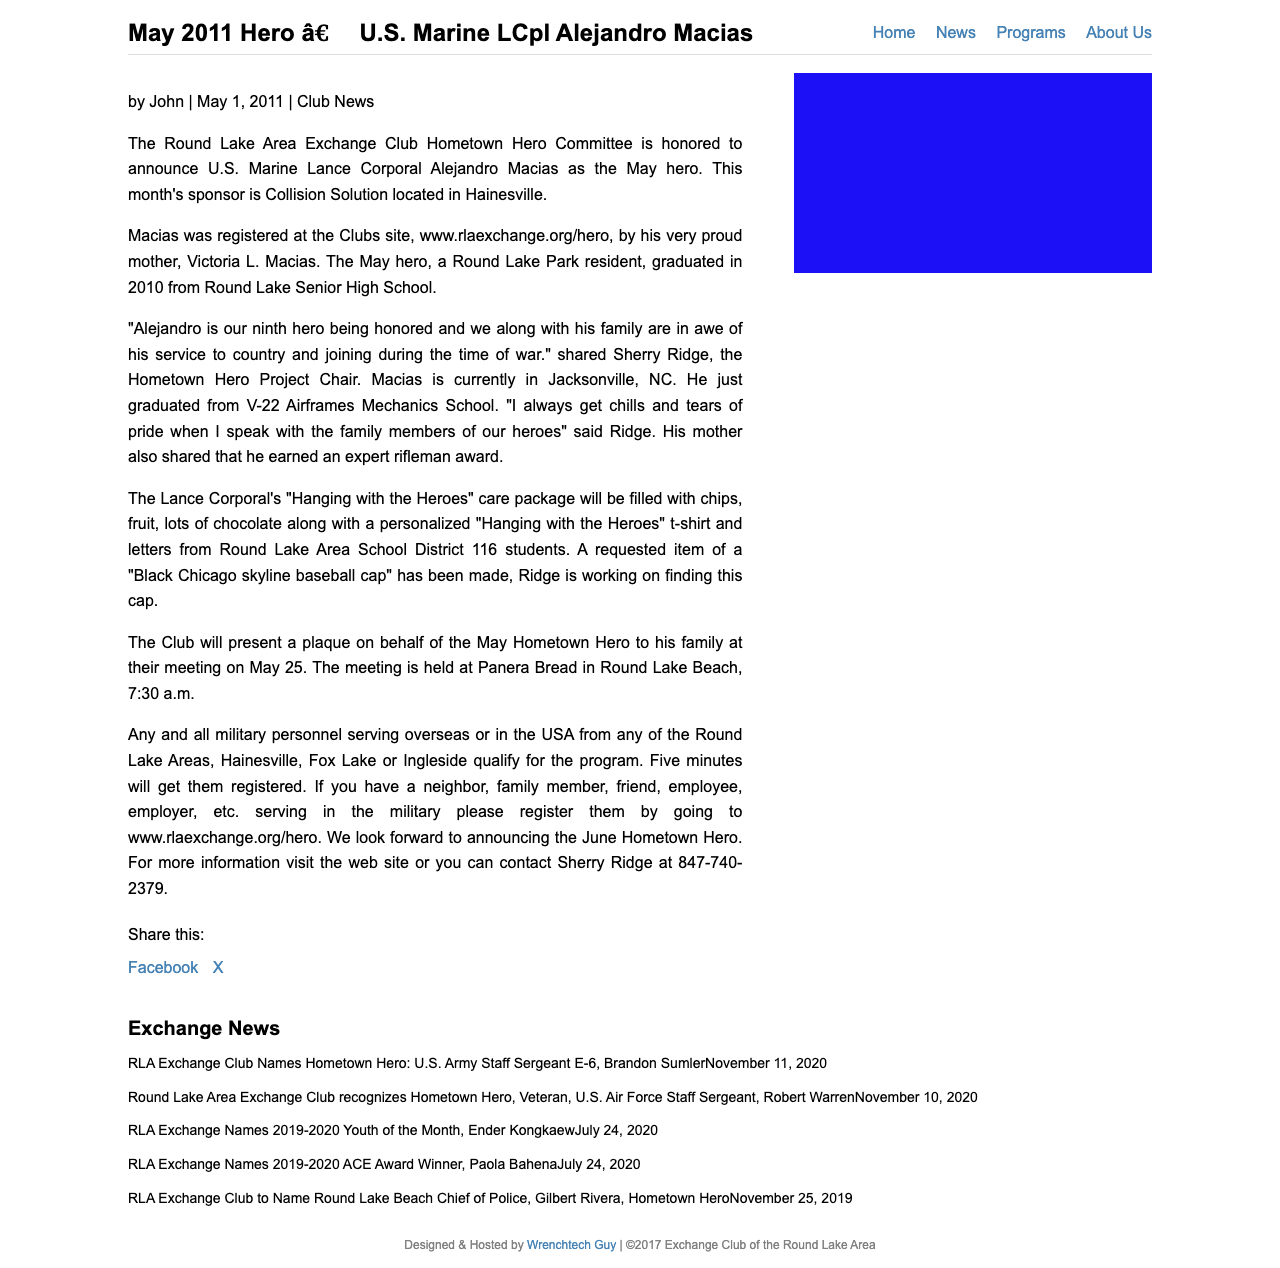 May 2011 Hero â€ U.S. Marine LCpl Alejandro Macias
Home News Programs About Us
by John | May 1, 2011 | Club News
The Round Lake Area Exchange Club Hometown Hero Committee is honored to
announce U.S. Marine Lance Corporal Alejandro Macias as the May hero. This
month's sponsor is Collision Solution located in Hainesville.
Macias was registered at the Clubs site, www.rlaexchange.org/hero, by his very proud
mother, Victoria L. Macias. The May hero, a Round Lake Park resident, graduated in
2010 from Round Lake Senior High School.
"Alejandro is our ninth hero being honored and we along with his family are in awe of
his service to country and joining during the time of war." shared Sherry Ridge, the
Hometown Hero Project Chair. Macias is currently in Jacksonville, NC. He just
graduated from V-22 Airframes Mechanics School. "I always get chills and tears of
pride when I speak with the family members of our heroes" said Ridge. His mother
also shared that he earned an expert rifleman award.
The Lance Corporal's "Hanging with the Heroes" care package will be filled with chips,
fruit, lots of chocolate along with a personalized "Hanging with the Heroes" t-shirt and
letters from Round Lake Area School District 116 students. A requested item of a
"Black Chicago skyline baseball cap" has been made, Ridge is working on finding this
cap.
The Club will present a plaque on behalf of the May Hometown Hero to his family at
their meeting on May 25. The meeting is held at Panera Bread in Round Lake Beach,
7:30 a.m.
Any and all military personnel serving overseas or in the USA from any of the Round
Lake Areas, Hainesville, Fox Lake or Ingleside qualify for the program. Five minutes
will get them registered. If you have a neighbor, family member, friend, employee,
employer, etc. serving in the military please register them by going to
www.rlaexchange.org/hero. We look forward to announcing the June Hometown Hero.
For more information visit the web site or you can contact Sherry Ridge at 847-740-
2379.
Share this:
Facebook X
Exchange News
RLA Exchange Club Names Hometown Hero: U.S. Army Staff Sergeant E-6, Brandon SumlerNovember 11, 2020
Round Lake Area Exchange Club recognizes Hometown Hero, Veteran, U.S. Air Force Staff Sergeant, Robert WarrenNovember 10, 2020
RLA Exchange Names 2019-2020 Youth of the Month, Ender KongkaewJuly 24, 2020
RLA Exchange Names 2019-2020 ACE Award Winner, Paola BahenaJuly 24, 2020
RLA Exchange Club to Name Round Lake Beach Chief of Police, Gilbert Rivera, Hometown HeroNovember 25, 2019
Designed & Hosted by Wrenchtech Guy | ©2017 Exchange Club of the Round Lake Area